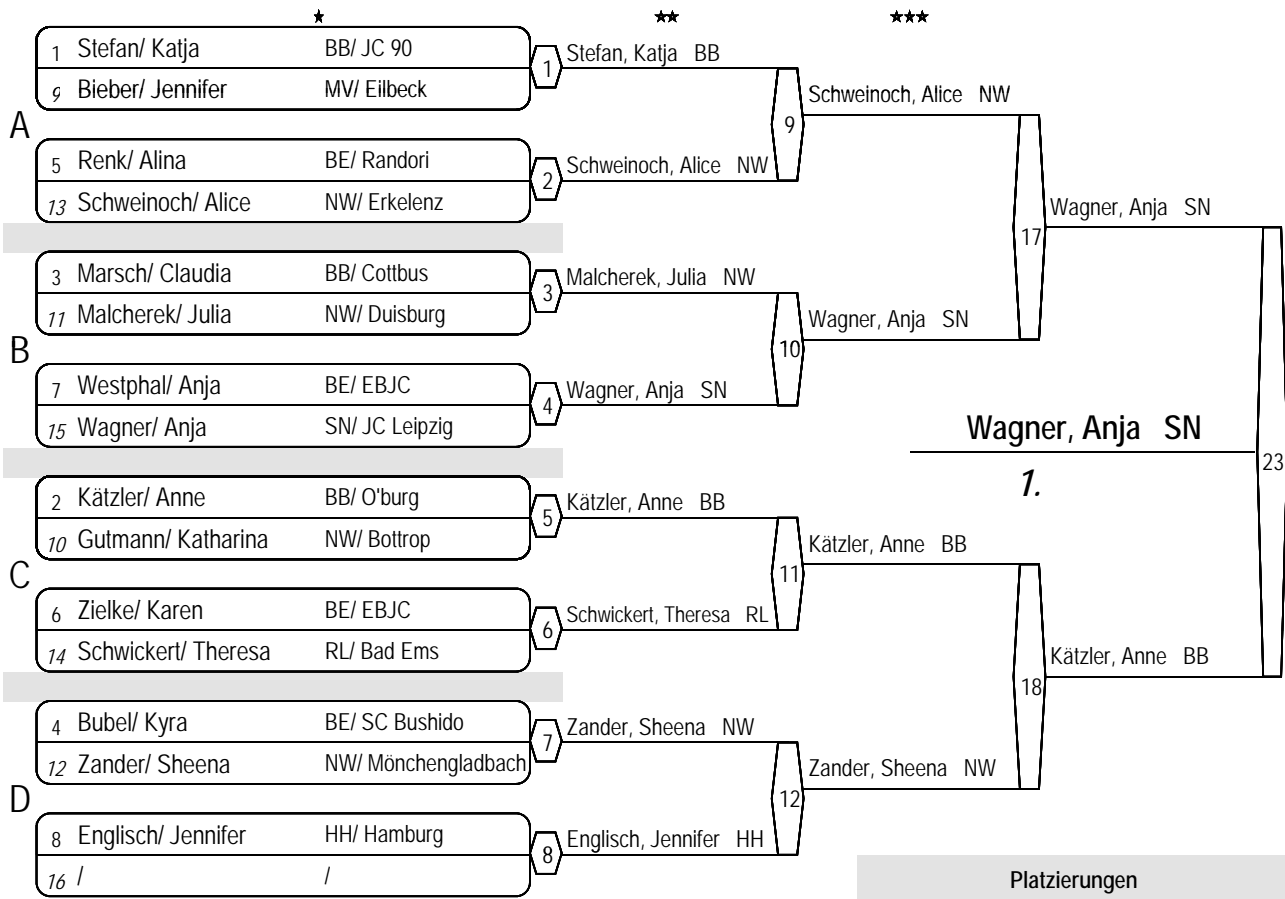 ★ ★★ ★★★
1 Stefan/ Katja BB/ JC 90
9 Bieber/ Jennifer MV/ Eilbeck
1 Stefan, Katja BB
A
9 Schweinoch, Alice NW
5 Renk/ Alina BE/ Randori
13 Schweinoch/ Alice NW/ Erkelenz
2 Schweinoch, Alice NW
17 Wagner, Anja SN
3 Marsch/ Claudia BB/ Cottbus
11 Malcherek/ Julia NW/ Duisburg
3 Malcherek, Julia NW
B
10 Wagner, Anja SN
7 Westphal/ Anja BE/ EBJC
15 Wagner/ Anja SN/ JC Leipzig
4 Wagner, Anja SN
Wagner, Anja SN
1.
23
2 Kätzler/ Anne BB/ O'burg
10 Gutmann/ Katharina NW/ Bottrop
5 Kätzler, Anne BB
C
11 Kätzler, Anne BB
6 Zielke/ Karen BE/ EBJC
14 Schwickert/ Theresa RL/ Bad Ems
6 Schwickert, Theresa RL
18 Kätzler, Anne BB
4 Bubel/ Kyra BE/ SC Bushido
12 Zander/ Sheena NW/ Mönchengladbach
7 Zander, Sheena NW
D
12 Zander, Sheena NW
8 Englisch/ Jennifer HH/ Hamburg
16 / /
8 Englisch, Jennifer HH
Platzierungen